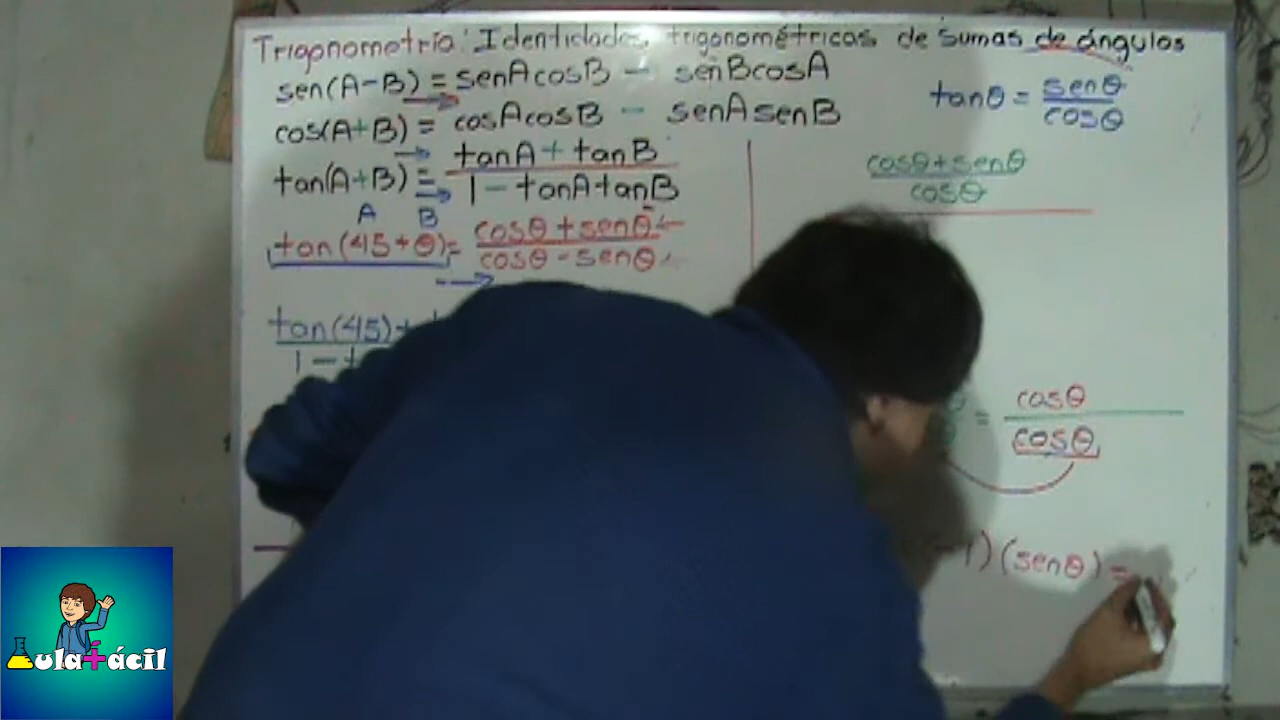 Trigonometría: Identidades trigonométricas de sumas de ángulos
sen(A-B) = senAcosB - senBcosA
cos(A+B) = cosAcosB - senAsenB
tan(A+B) = tanA + tanB
1 - tanAtanB
A B
tan(45+θ)= cosθ + senθ
cosθ - senθ
tan(45)+
1 -
tanθ = senθ
cosθ
cosθ+senθ
cosθ
= cosθ
cosθ
1)(senθ) =
Aula+ácil